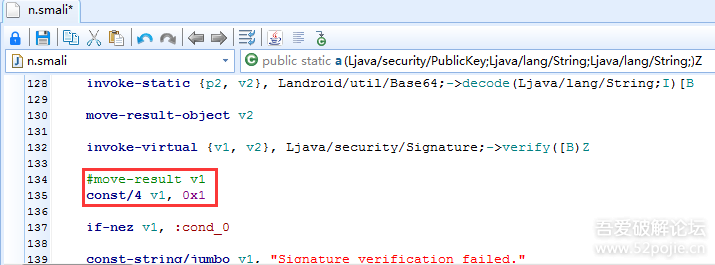 n.smali*
n.smali
public static a(Ljava/security/PublicKey;Ljava/lang/String;Ljava/lang/String;)Z
128 invoke-static {p2, v2}, Landroid/util/Base64;->decode(Ljava/lang/String;I)[B
129
130 move-result-object v2
131
132 invoke-virtual {v1, v2}, Ljava/security/Signature;->verify([B)Z
133
134 #move-result v1
135 const/4 v1, 0x1
136
137 if-nez v1, :cond_0
138
139 const-string/jumbo v1, "Signature verification failed."
吾爱破解论坛
www.52pojie.cn